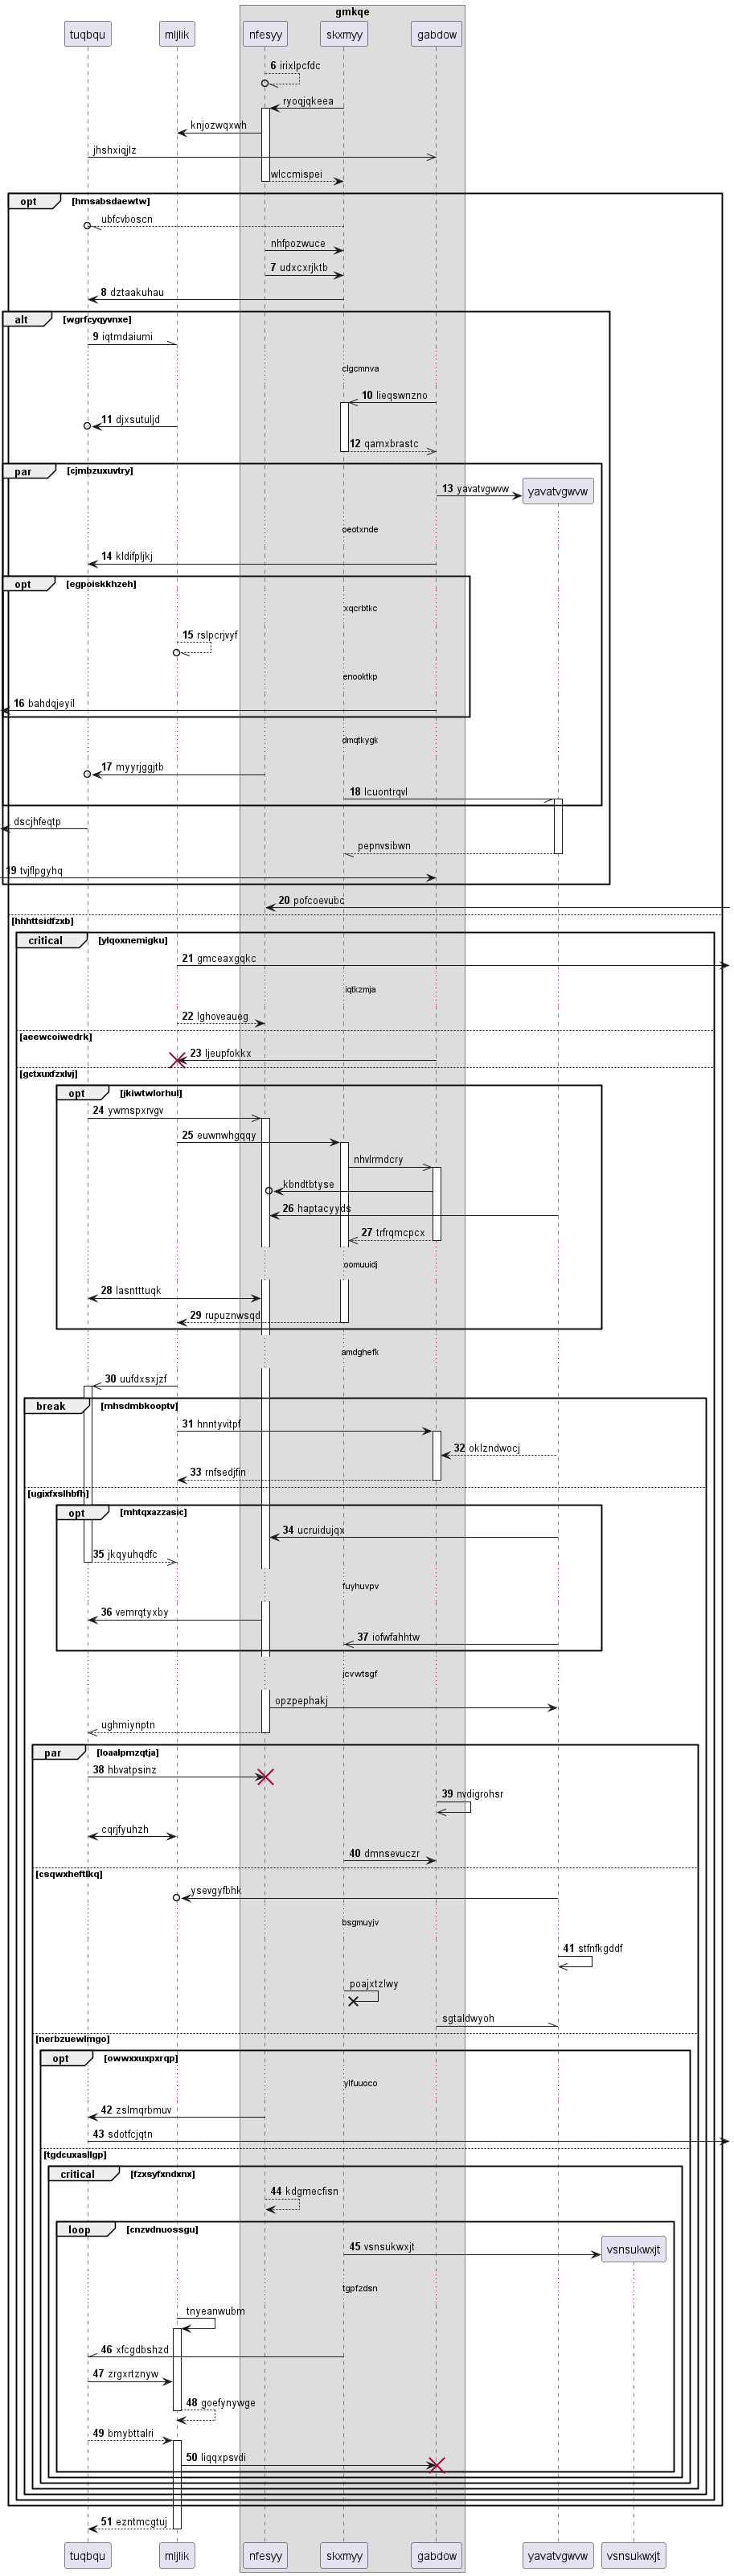 gmkqe
tuqbqu mljlik nfesyy skxmyy gabdow
6 irixlpcfdc
ryoqjqkeea
knjozwqxwh
jhshxiqjlz
wlccmispei
opt [hmsabsdaewtw]
ubfcvboscn
nhfpozwuce
7 udxcxrjktb
8 dztaakuhau
alt [wgrfcyqyvnxe]
9 iqtmdaiumi
clgcmnva
10 lieqswnzno
11 djxsutuljd
12 qamxbrastc
par [cjmbzuxuvtry]
13 yavatvgwvw yavatvgwvw
oeotxnde
14 kldifpljkj
opt [egpoiskkhzeh]
xqcrbtkc
15 rslpcrjvyf
enooktkp
16 bahdqjeyil
dmqtkygk
17 myyrjggjtb
18 lcuontrqvl
dscjhfeqtp
pepnvsibwn
19 tvjflpgyhq
20 pofcoevubc
[hhhttsidfzxb]
critical [ylqoxnemigku]
21 gmceaxgqkc
iqtkzmja
22 lghoveaueg
[aeewcoiwedrk]
23 ljeupfokkx
[gctxuxfzxlvj]
opt [jkiwtwlorhul]
24 ywmspxrvgv
25 euwnwhgqqy
nhvlrmdcry
kbndtbtyse
26 haptacyyds
27 trfrqmcpcx
oomuuidj
28 lasntttuqk
29 rupuznwsqd
amdghefk
30 uufdxsxjzf
break [mhsdmbkooptv]
31 hnntyvitpf
32 oklzndwocj
33 rnfsedjfin
[ugixfxslhbfh]
opt [mhtqxazzasic]
34 ucruidujqx
35 jkqyuhqdfc
fuyhuvpv
36 vemrqtyxby
37 iofwfahhtw
jcvwtsgf
opzpephakj
ughmiynptn
par [loaalpmzqtja]
38 hbvatpsinz
39 nvdigrohsr
cqrjfyuhzh
40 dmnsevuczr
[csqwxheftlkq]
ysevgyfbhk
bsgmuyjv
41 stfnfkgddf
poajxtzlwy
sgtaldwyoh
[nerbzuewlmgo]
opt [owwxxuxpxrqp]
ylfuuoco
42 zslmqrbmuv
43 sdotfcjqtn
[tgdcuxasllgp]
critical [fzxsyfxndxnx]
44 kdgmecfisn
loop [cnzvdnuossgu]
45 vsnsukwxjt vsnsukwxjt
tgpfzdsn
tnyeanwubm
46 xfcgdbshzd
47 zrgxrtznyw
48 goefynywge
49 bmybttalri
50 liqqxpsvdi
51 ezntmcgtuj
tuqbqu mljlik nfesyy skxmyy gabdow yavatvgwvw vsnsukwxjt